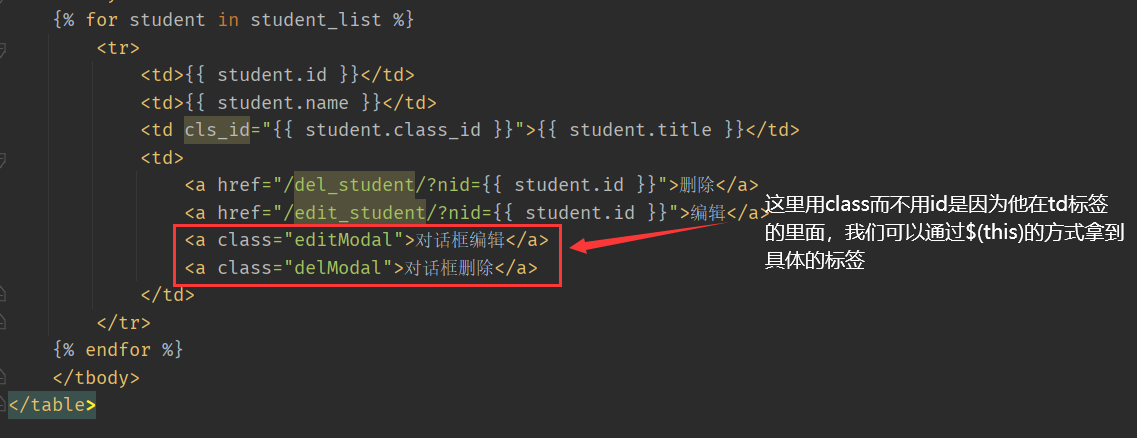 {% for student in student_list %}
<tr>
<td>{{ student.id }}</td>
<td>{{ student.name }}</td>
<td cls_id="{{ student.class_id }}">{{ student.title }}</td>
<td>
<a href="/del_student/?nid={{ student.id }}">删除</a>
<a href="/edit_student/?nid={{ student.id }}">编辑</a>
<a class="editModal">对话框编辑</a>
<a class="delModal">对话框删除</a>
这里用class而不用id是因为他在td标签
的里面，我们可以通过$(this)的方式拿到
具体的标签
</td>
</tr>
{% endfor %}
</tbody>
</table>